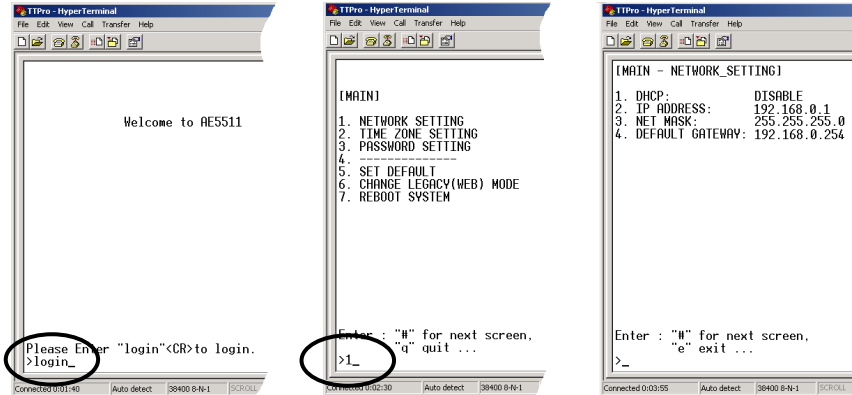 TTPro - HyperTerminal
File Edit View Call Transfer Help
Welcome to AE5511
Please Enter "login"<CR>to login.
>login_
Connected 0:01:40 Auto detect 38400 8-N-1 SCROLL
TTPro - HyperTerminal
File Edit View Call Transfer Help
[MAIN]
1. NETWORK SETTING
2. TIME ZONE SETTING
3. PASSWORD SETTING
4. --------------
5. SET DEFAULT
6. CHANGE LEGACY(WEB) MODE
7. REBOOT SYSTEM
Enter : "#" for next screen,
"q" quit ...
>1_
Connected 0:02:30 Auto detect 38400 8-N-1
TTPro - HyperTerminal
File Edit View Call Transfer Help
[MAIN - NETWORK_SETTING]
1. DHCP: DISABLE
2. IP ADDRESS: 192.168.0.1
3. NET MASK: 255.255.255.0
4. DEFAULT GATEWAY: 192.168.0.254
Enter : "#" for next screen,
"e" exit ...
>_
Connected 0:03:55 Auto detect 38400 8-N-1 SCROLL